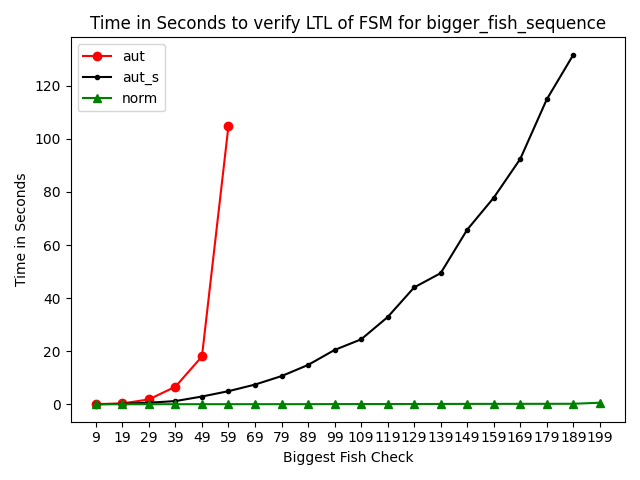 Time in Seconds to verify LTL of FSM for bigger_fish_sequence
aut
aut_s
norm
120
100
80
60
40
20
0
Time in Seconds
9 19 29 39 49 59 69 79 89 99 109 119 129 139 149 159 169 179 189 199
Biggest Fish Check